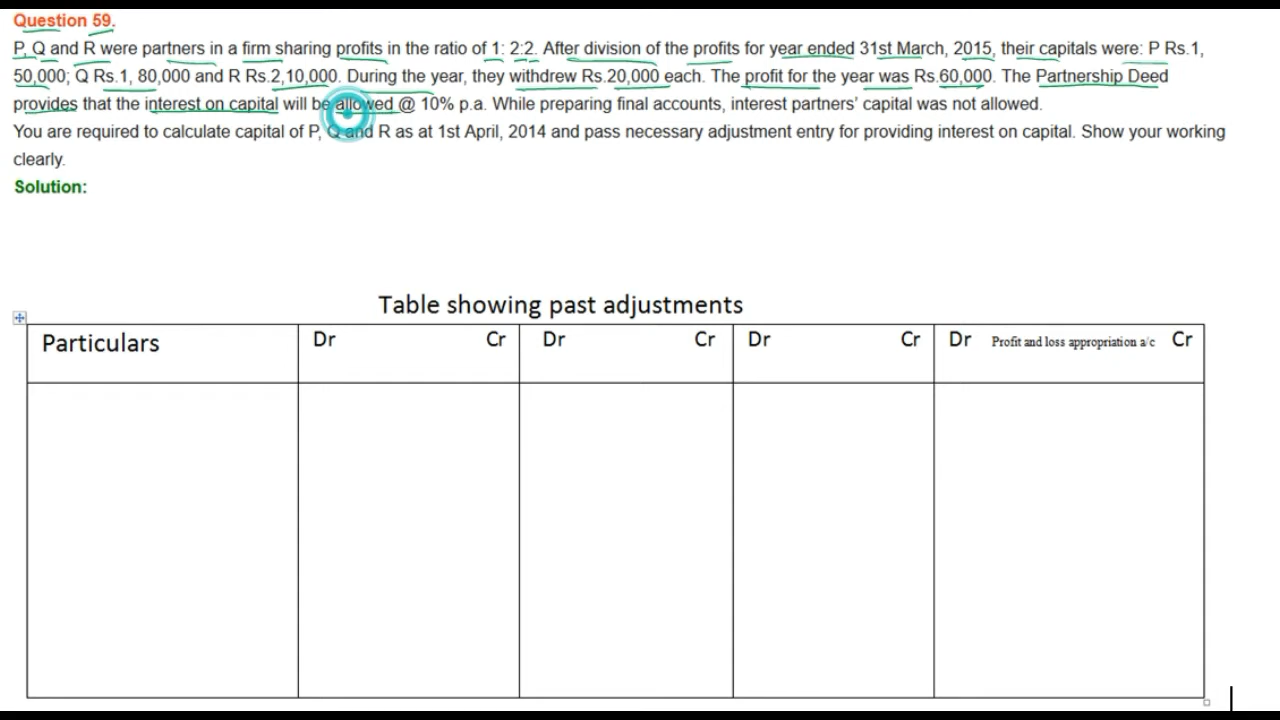 Question 59.
P, Q and R were partners in a firm sharing profits in the ratio of 1: 2:2. After division of the profits for year ended 31st March, 2015, their capitals were: P Rs.1,
50,000; Q Rs.1, 80,000 and R Rs.2,10,000. During the year, they withdrew Rs.20,000 each. The profit for the year was Rs.60,000. The Partnership Deed
provides that the interest on capital will be allowed @ 10% p.a. While preparing final accounts, interest partners' capital was not allowed.
You are required to calculate capital of P, Q and R as at 1st April, 2014 and pass necessary adjustment entry for providing interest on capital. Show your working
clearly.
Solution:
Table showing past adjustments
Particulars Dr Cr Dr Cr Dr Cr Dr Profit and loss appropriation a/c Cr